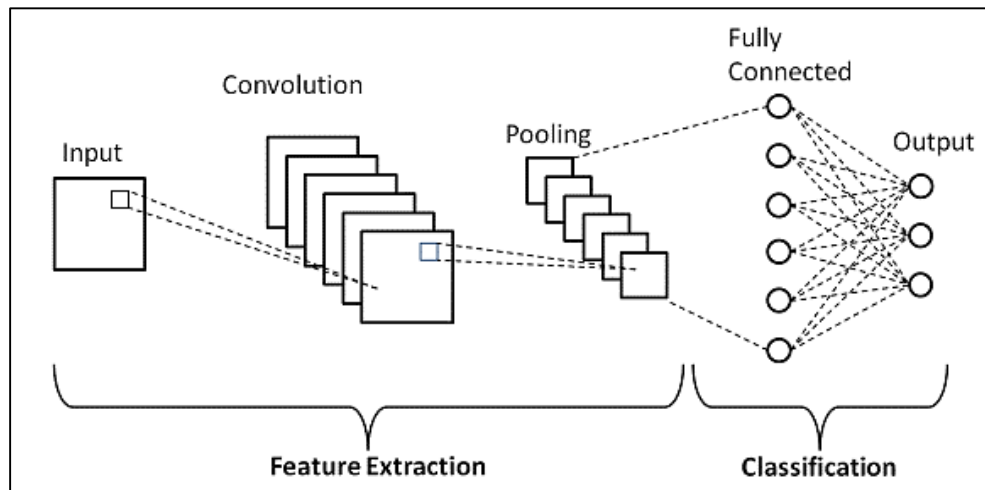 Fully
Connected
Convolution
Pooling
Output
Input
Feature Extraction
Classification